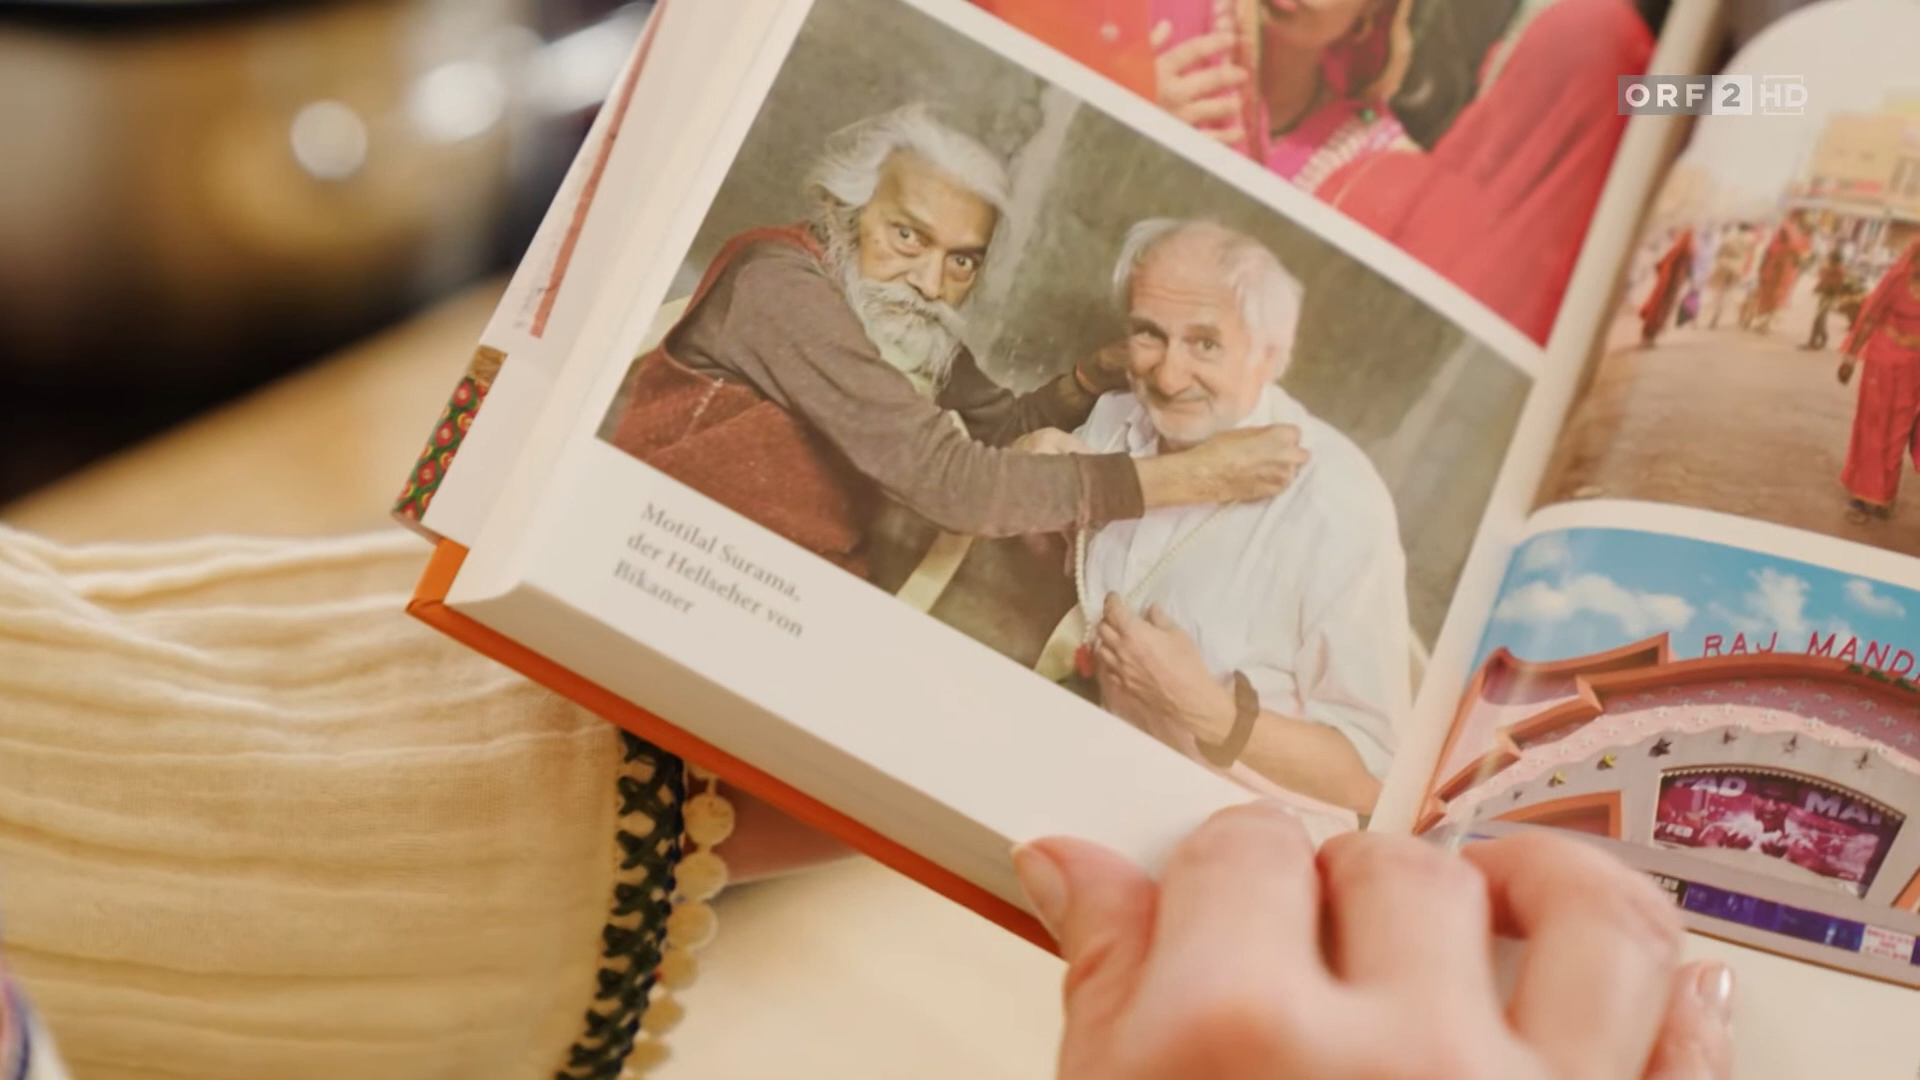 ORF 2 HD
Motilal Surama,
der Hellseher von
Bikaner
RAJ MAND